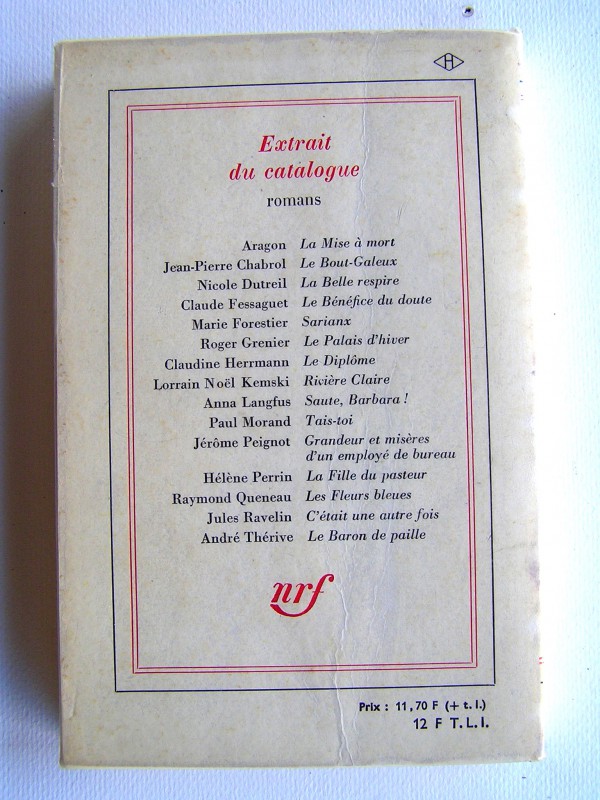 H
Extrait
du catalogue
romans
Aragon La Mise à mort
Jean-Pierre Chabrol Le Bout-Galeux
Nicole Dutreil La Belle respire
Claude Fessaguet Le Bénéfice du doute
Marie Forestier Sarianx
Roger Grenier Le Palais d'hiver
Claudine Herrmann Le Diplôme
Lorrain Noël Kemski Rivière Claire
Anna Langfus Saute, Barbara !
Paul Morand Tais-toi
Jérôme Peignot Grandeur et misères
d'un employé de bureau
Hélène Perrin La Fille du pasteur
Raymond Queneau Les Fleurs bleues
Jules Ravelin C'était une autre fois
André Thérive Le Baron de paille
nrf
Prix : 11,70 F (+ t. l.)
12 F T.L.I.